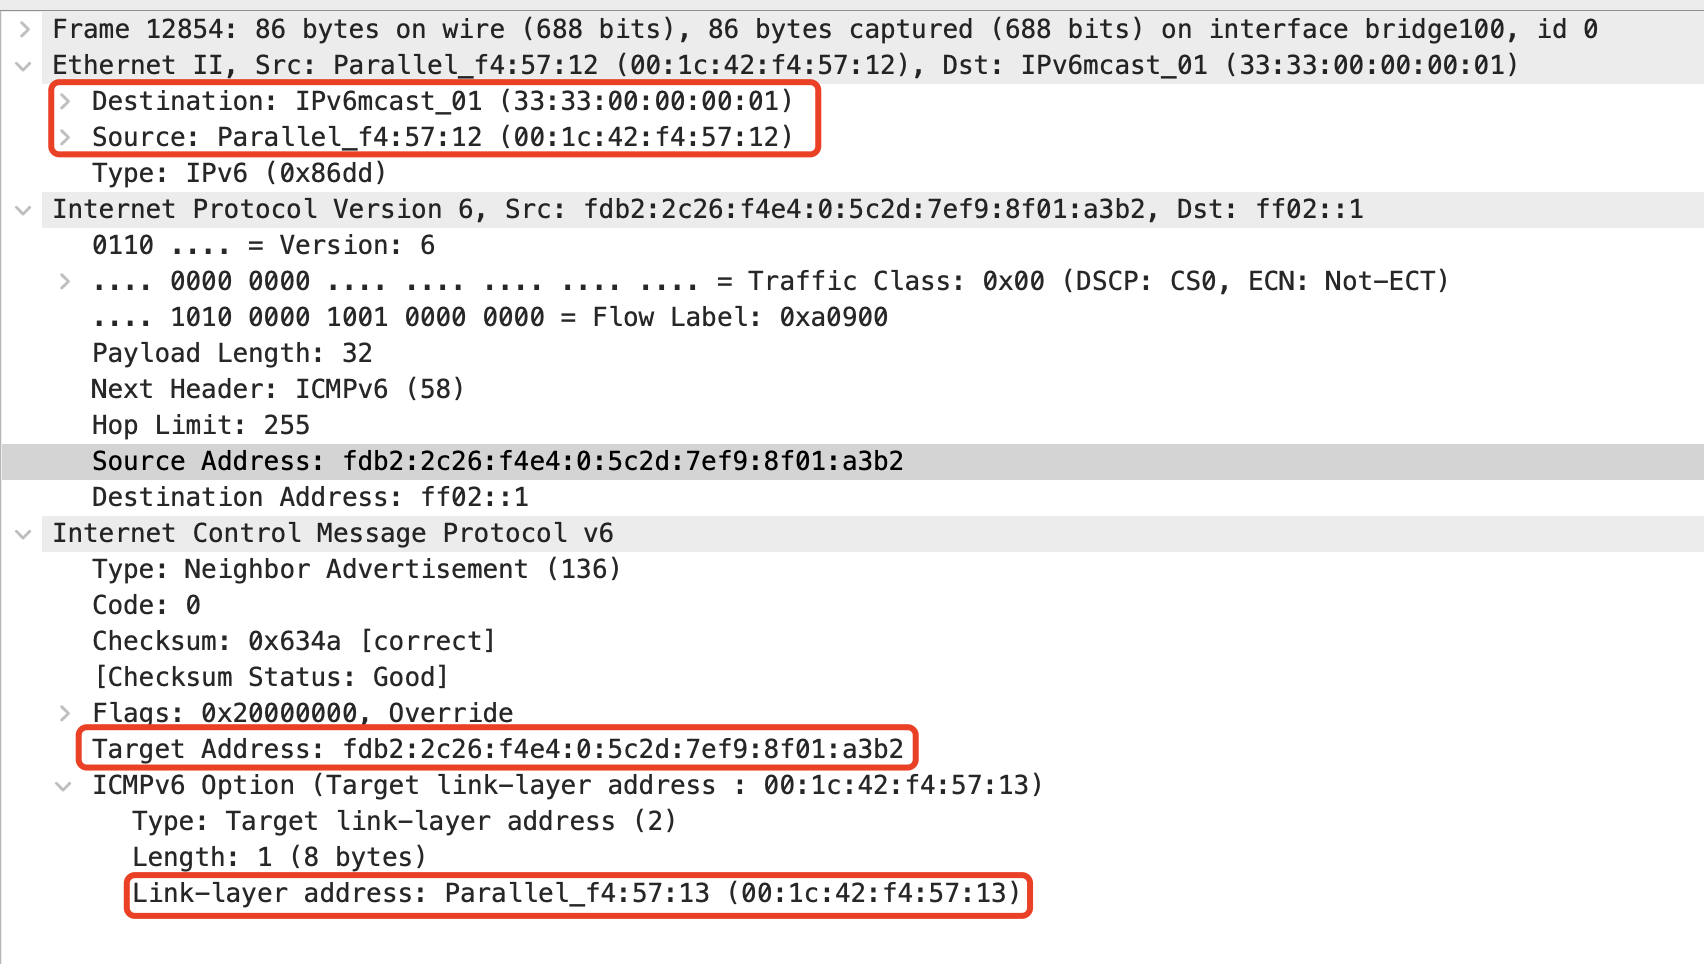 Frame 12854: 86 bytes on wire (688 bits), 86 bytes captured (688 bits) on interface bridge100, id 0
Ethernet II, Src: Parallel_f4:57:12 (00:1c:42:f4:57:12), Dst: IPv6mcast_01 (33:33:00:00:00:01)
Destination: IPv6mcast_01 (33:33:00:00:00:01)
Source: Parallel_f4:57:12 (00:1c:42:f4:57:12)
Type: IPv6 (0x86dd)
Internet Protocol Version 6, Src: fdb2:2c26:f4e4:0:5c2d:7ef9:8f01:a3b2, Dst: ff02::1
0110 .... = Version: 6
.... 0000 0000 .... .... .... .... .... = Traffic Class: 0x00 (DSCP: CS0, ECN: Not-ECT)
.... 1010 0000 1001 0000 0000 = Flow Label: 0xa0900
Payload Length: 32
Next Header: ICMPv6 (58)
Hop Limit: 255
Source Address: fdb2:2c26:f4e4:0:5c2d:7ef9:8f01:a3b2
Destination Address: ff02::1
Internet Control Message Protocol v6
Type: Neighbor Advertisement (136)
Code: 0
Checksum: 0x634a [correct]
[Checksum Status: Good]
Flags: 0x20000000, Override
Target Address: fdb2:2c26:f4e4:0:5c2d:7ef9:8f01:a3b2
ICMPv6 Option (Target link-layer address : 00:1c:42:f4:57:13)
Type: Target link-layer address (2)
Length: 1 (8 bytes)
Link-layer address: Parallel_f4:57:13 (00:1c:42:f4:57:13)